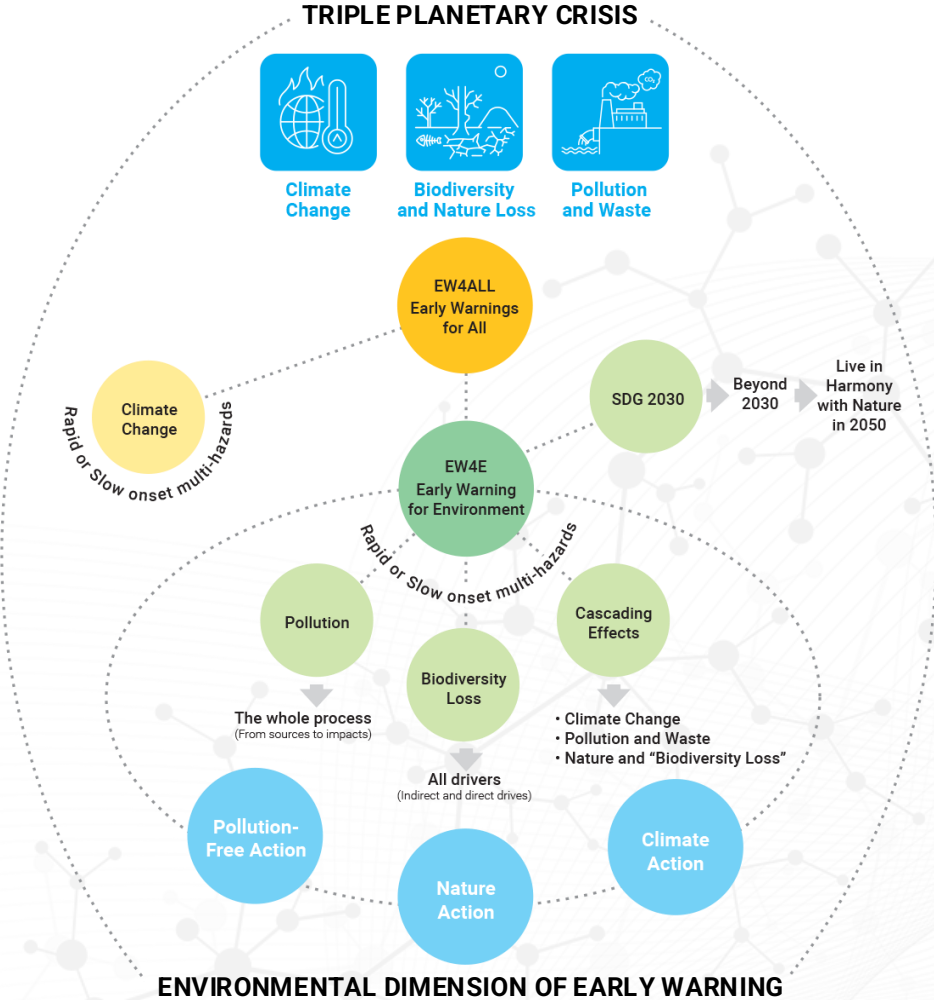 TRIPLE PLANETARY CRISIS
CO₂
Climate
Change
Biodiversity
and Nature Loss
Pollution
and Waste
EW4ALL
Early Warnings
for All
Climate
Change
Rapid or Slow onset multi-hazards
SDG 2030
Beyond
2030
Live in
Harmony
with Nature
in 2050
EW4E
Early Warning
for Environment
Rapid or Slow onset multi-hazards
Pollution
The whole process
(From sources to impacts)
Biodiversity
Loss
All drivers
(Indirect and direct drives)
Cascading
Effects
• Climate Change
• Pollution and Waste
• Nature and “Biodiversity Loss”
Pollution-
Free Action
Nature
Action
Climate
Action
ENVIRONMENTAL DIMENSION OF EARLY WARNING